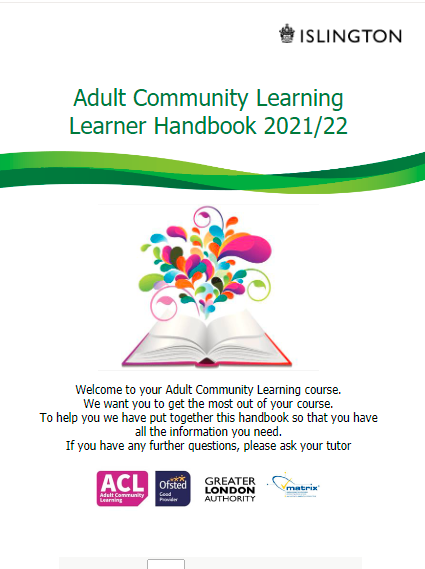 ISLINGTON
Adult Community Learning
Learner Handbook 2021/22
Welcome to your Adult Community Learning course.
We want you to get the most out of your course.
To help you we have put together this handbook so that you have
all the information you need.
If you have any further questions, please ask your tutor
ACL
Adult Community
Learning
Ofsted
Good
Provider
GREATER
LONDON
AUTHORITY
matrix